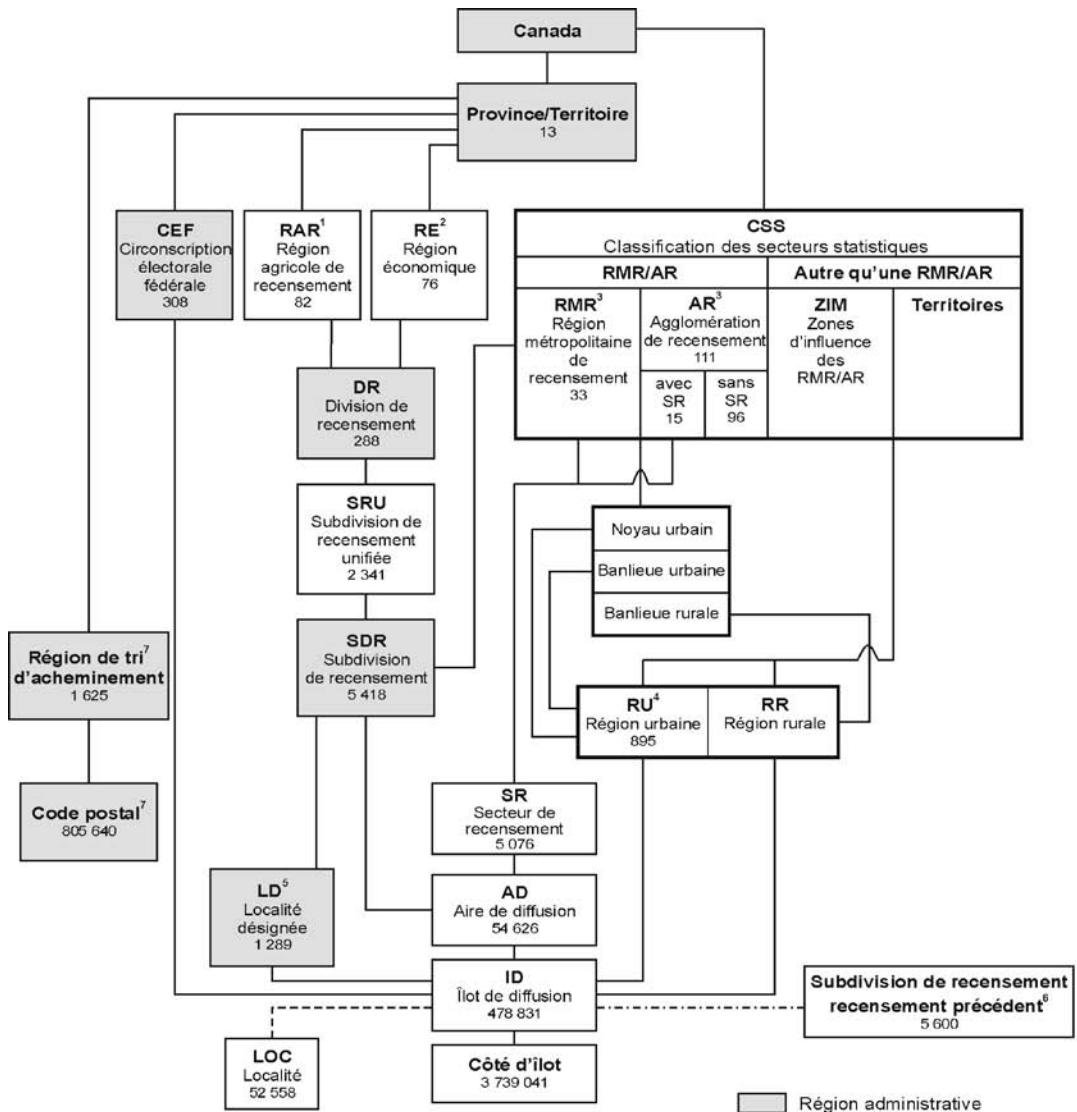 Canada
Province/Territoire
13
CEF
Circonscription
électorale
fédérale
308
RAR¹
Région
agricole de
recensement
82
RE²
Région
économique
76
CSS
Classification des secteurs statistiques
RMR/AR
Autre qu'une RMR/AR
RMR³
Région
métropolitaine
de
recensement
33
AR³
Agglomération
de recensement
111
avec
SR
15
sans
SR
96
ZIM
Zones
d'influence
des
RMR/AR
Territoires
DR
Division de
recensement
288
SRU
Subdivision de
recensement
unifiée
2 341
Noyau urbain
Banlieue urbaine
Banlieue rurale
SDR
Subdivision
de recensement
5 418
Région de tri⁷
d'acheminement
1 625
RU⁴
Région urbaine
895
RR
Région rurale
Code postal⁷
805 640
SR
Secteur de
recensement
5 076
LD⁵
Localité
désignée
1 289
AD
Aire de diffusion
54 626
ID
Îlot de diffusion
478 831
Subdivision de recensement
recensement précédent⁶
5 600
LOC
Localité
52 558
Côté d'îlot
3 739 041
Région administrative